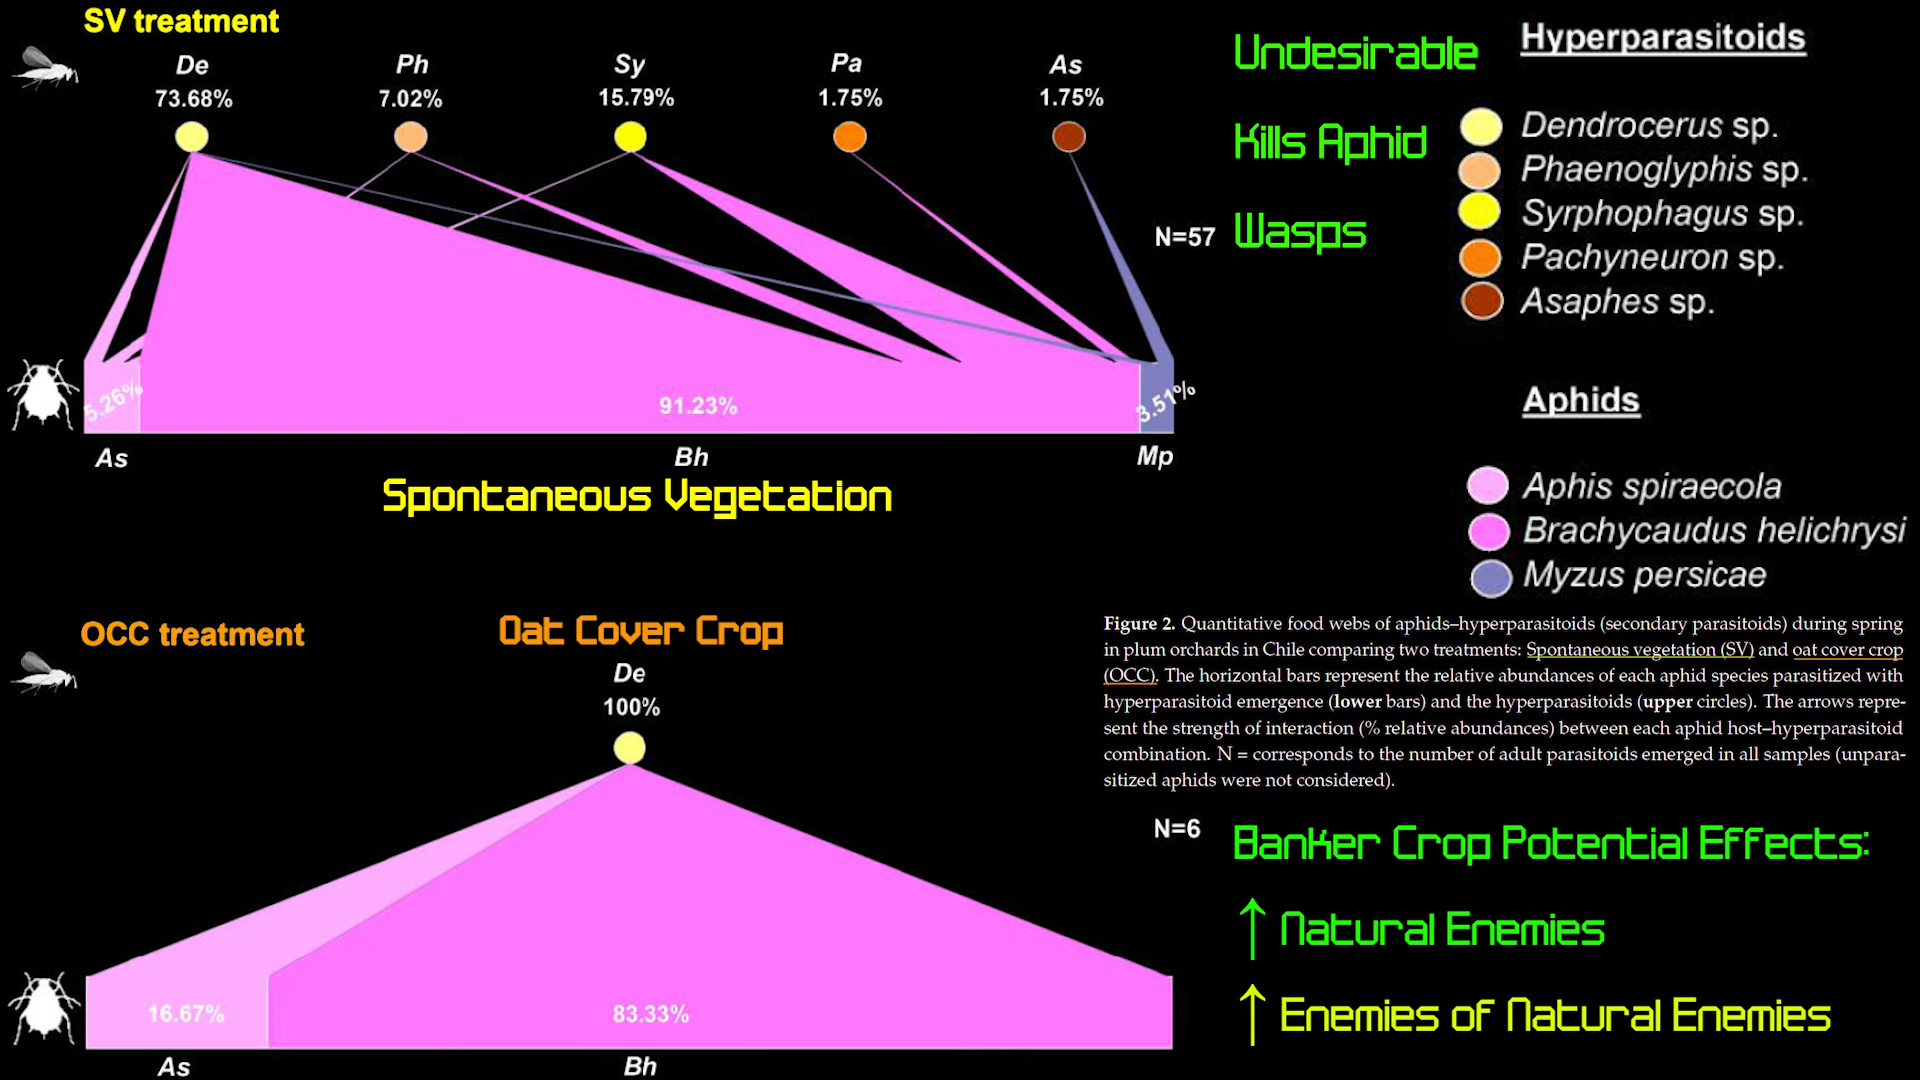 SV treatment
De
73.68%
Ph
7.02%
Sy
15.79%
Pa
1.75%
As
1.75%
N=57
5.26%
91.23%
3.51%
As
Bh
Mp
Spontaneous Vegetation
Undesirable
Kills Aphid
Wasps
Hyperparasitoids
Dendrocerus sp.
Phaenoglyphis sp.
Syrphophagus sp.
Pachyneuron sp.
Asaphes sp.
Aphids
Aphis spiraecola
Brachycaudus helichrysi
Myzus persicae
OCC treatment
Oat Cover Crop
De
100%
N=6
16.67%
83.33%
As
Bh
Figure 2. Quantitative food webs of aphids–hyperparasitoids (secondary parasitoids) during spring
in plum orchards in Chile comparing two treatments: Spontaneous vegetation (SV) and oat cover crop
(OCC). The horizontal bars represent the relative abundances of each aphid species parasitized with
hyperparasitoid emergence (lower bars) and the hyperparasitoids (upper circles). The arrows repre-
sent the strength of interaction (% relative abundances) between each aphid host–hyperparasitoid
combination. N = corresponds to the number of adult parasitoids emerged in all samples (unpara-
sitized aphids were not considered).
Banker Crop Potential Effects:
↑ Natural Enemies
↑ Enemies of Natural Enemies